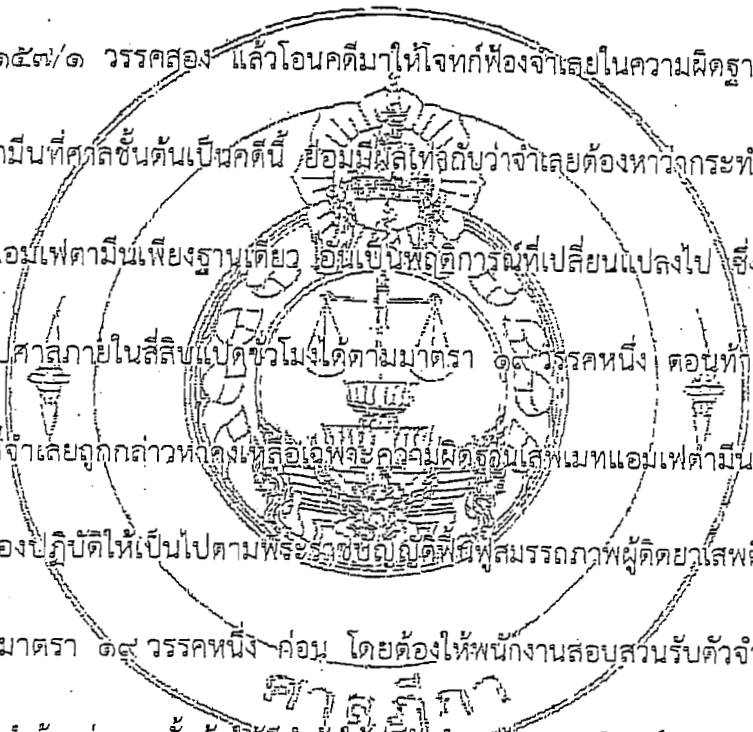 ๑๕๗/๑ วรรคสอง แล้วโอนคดีมาให้โจทก์ฟ้องจำเลยในความผิดฐา
ามีนที่ศาลชั้นต้นเป็นคดีนี้ ย่อมมีผลเท่ากับว่าจำเลยต้องหาว่ากระทำ
แอมเฟตามีนเพียงฐานเดียว อันเป็นพฤติการณ์ที่เปลี่ยนแปลงไป ซึ่ง
ศาลภายในสี่สิบแปดชั่วโมงได้ตามมาตรา ๑๙ วรรคหนึ่ง ตอนท้า
จำเลยถูกกล่าวหาคงเหลือเฉพาะความผิดฐานเสพเมทแอมเฟตามีน
องปฏิบัติให้เป็นไปตามพระราชบัญญัติฟื้นฟูสมรรถภาพผู้ติดยาเสพติ
มาตรา ๑๙ วรรคหนึ่ง ก่อน โดยต้องให้พนักงานสอบสวนรับตัวจำ
ศาลฎีกา